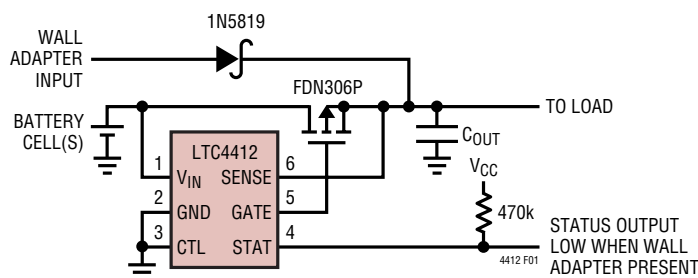 1N5819
WALL
ADAPTER
INPUT
FDN306P
TO LOAD
BATTERY
CELL(S)
COUT
LTC4412
VCC
1
VIN
SENSE
6
2
GND
GATE
5
470k
3
CTL
STAT
4
4412 F01
STATUS OUTPUT
LOW WHEN WALL
ADAPTER PRESENT